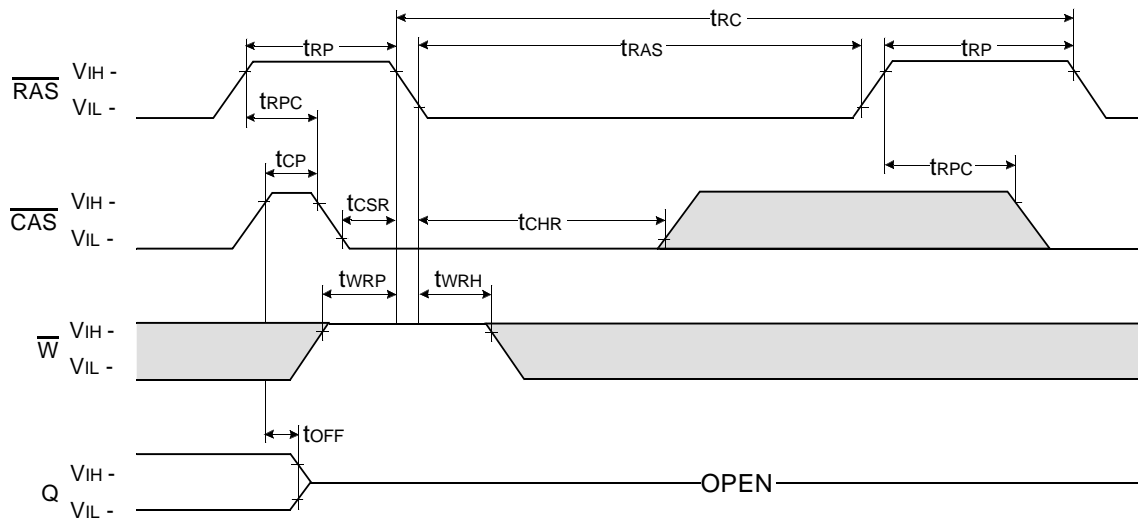 tRC
tRP
tRAS
tRP
RAS
VIH -
VIL -
tRPC
tCP
tRPC
CAS
VIH -
VIL -
tCSR
tCHR
tWRP
tWRH
W
VIH -
VIL -
tOFF
Q
VIH -
VIL -
OPEN